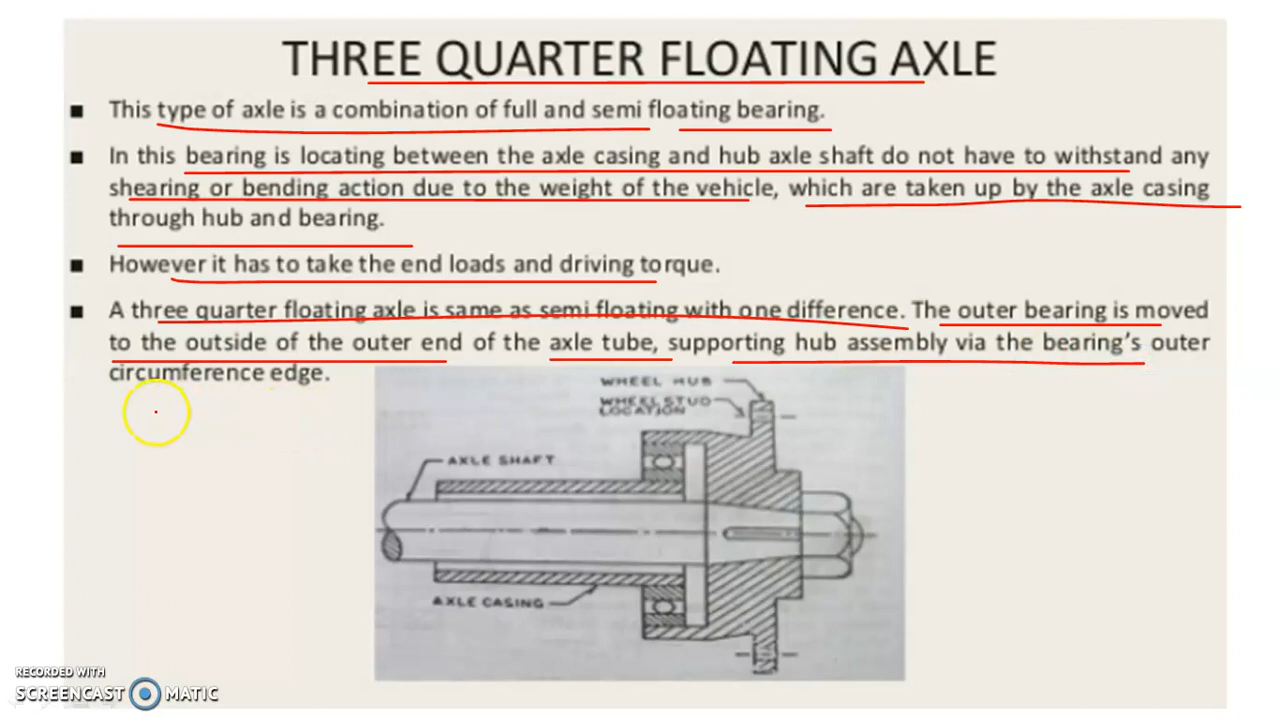 THREE QUARTER FLOATING AXLE
■ This type of axle is a combination of full and semi floating bearing.
■ In this bearing is locating between the axle casing and hub axle shaft do not have to withstand any
shearing or bending action due to the weight of the vehicle, which are taken up by the axle casing
through hub and bearing.
■ However it has to take the end loads and driving torque.
■ A three quarter floating axle is same as semi floating with one difference. The outer bearing is moved
to the outside of the outer end of the axle tube, supporting hub assembly via the bearing's outer
circumference edge.
WHEEL HUB
WHEEL STUD
LOCATION
AXLE SHAFT
AXLE CASING
RECORDED WITH
SCREENCAST MATIC